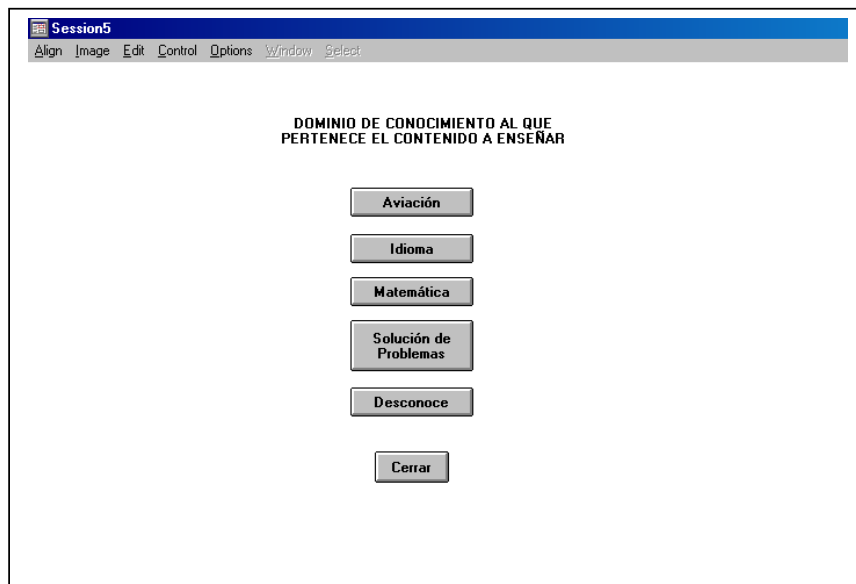 Session5
Align Image Edit Control Options Window Select
DOMINIO DE CONOCIMIENTO AL QUE
PERTENECE EL CONTENIDO A ENSEÑAR
Aviación
Idioma
Matemática
Solución de
Problemas
Desconoce
Cerrar